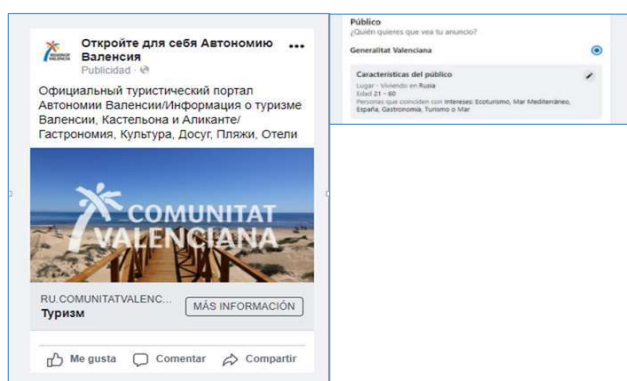 Откройте для себя Автономию
Валенсия
Publicidad
Официальный туристический портал
Автономии Валенсии/Информация о туризме
Валенсии, Кастельона и Аликанте/
Гастрономия, Культура, Досуг, Пляжи, Отели
COMUNITAT
VALENCIANA
RU.COMUNITATVALENC...
Туризм
MÁS INFORMACIÓN
Me gusta Comentar Compartir
Público
¿Quién quieres que vea tu anuncio?
Generalitat Valenciana
Características del público
Lugar - Viviendo en Rusia
Edad 21 - 60
Personas que coinciden con Intereses: Ecoturismo, Mar Mediterráneo,
España, Gastronomía, Turismo o Mar